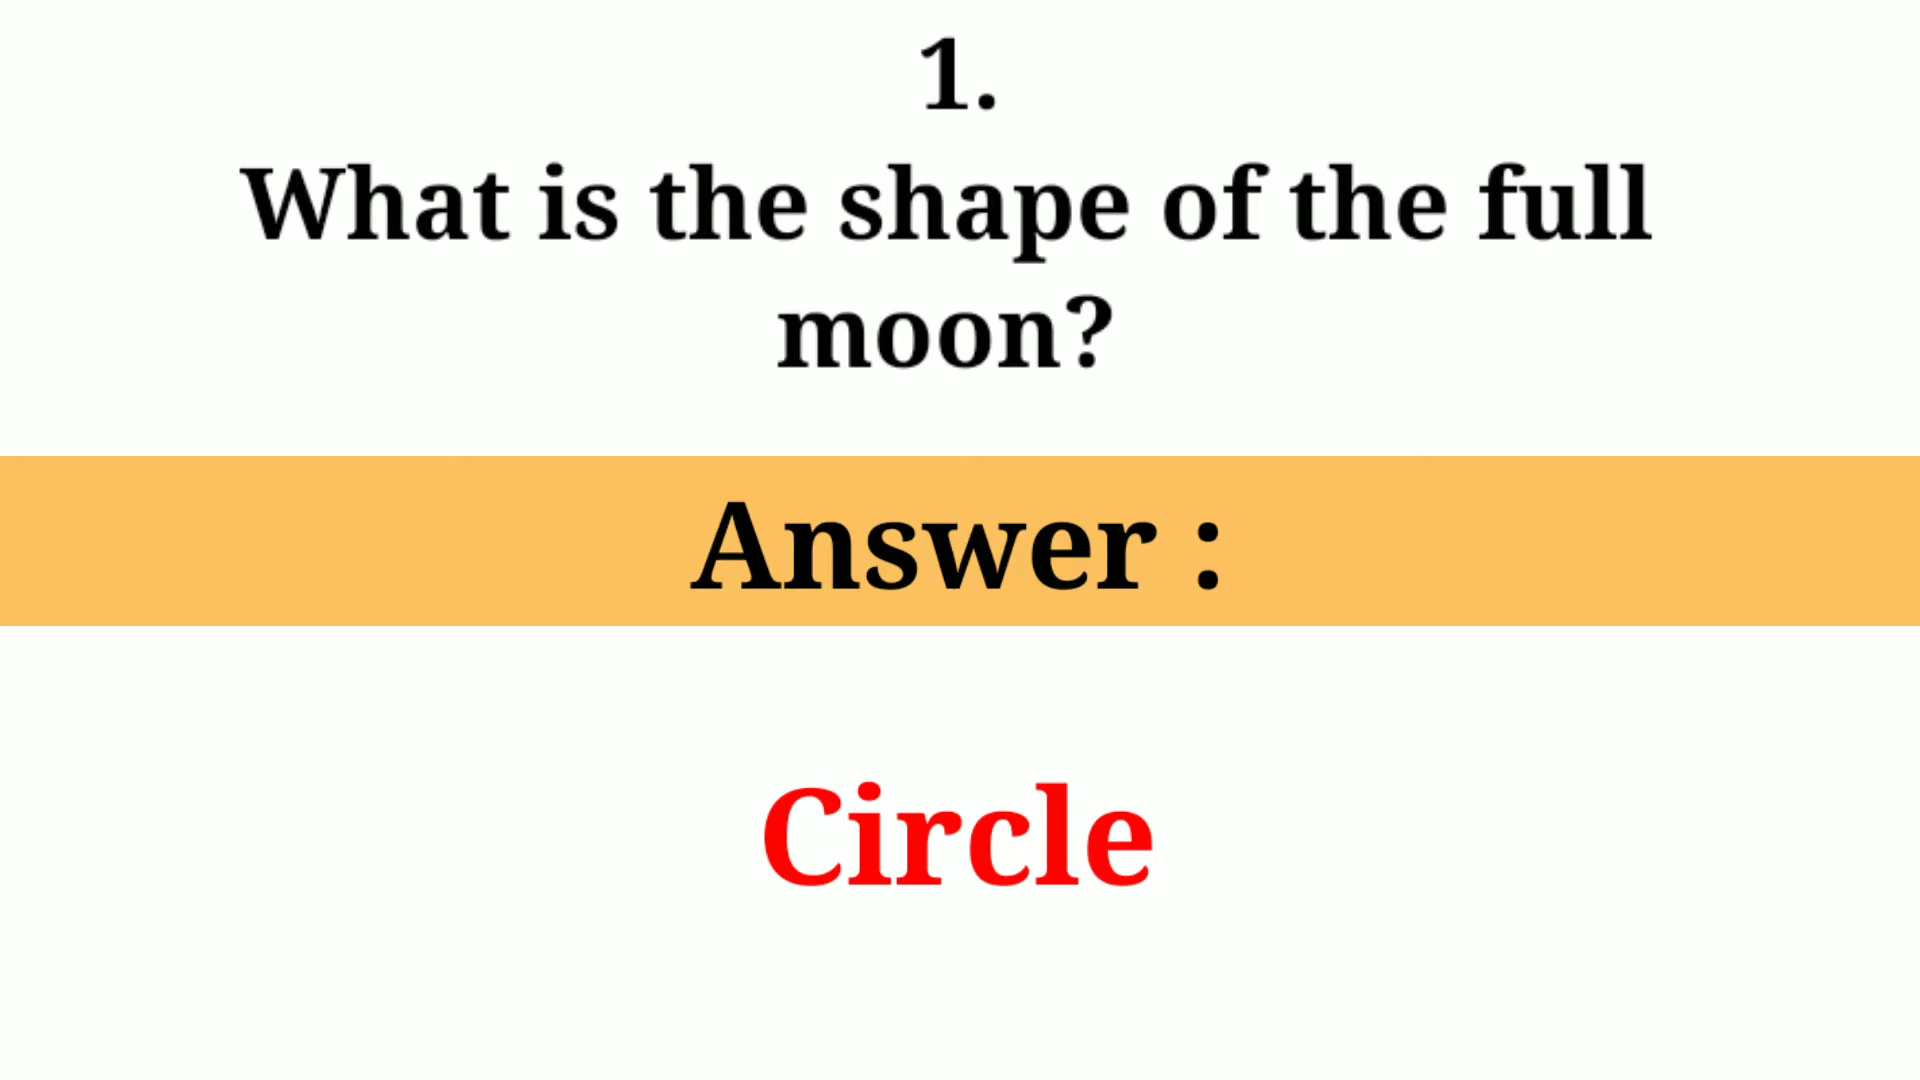 1.
What is the shape of the full
moon?
Answer :
Circle